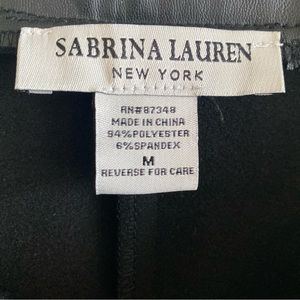 SABRINA LAUREN
NEW YORK
RN#87348
MADE IN CHINA
94%POLYESTER
6%SPANDEX
M
REVERSE FOR CARE